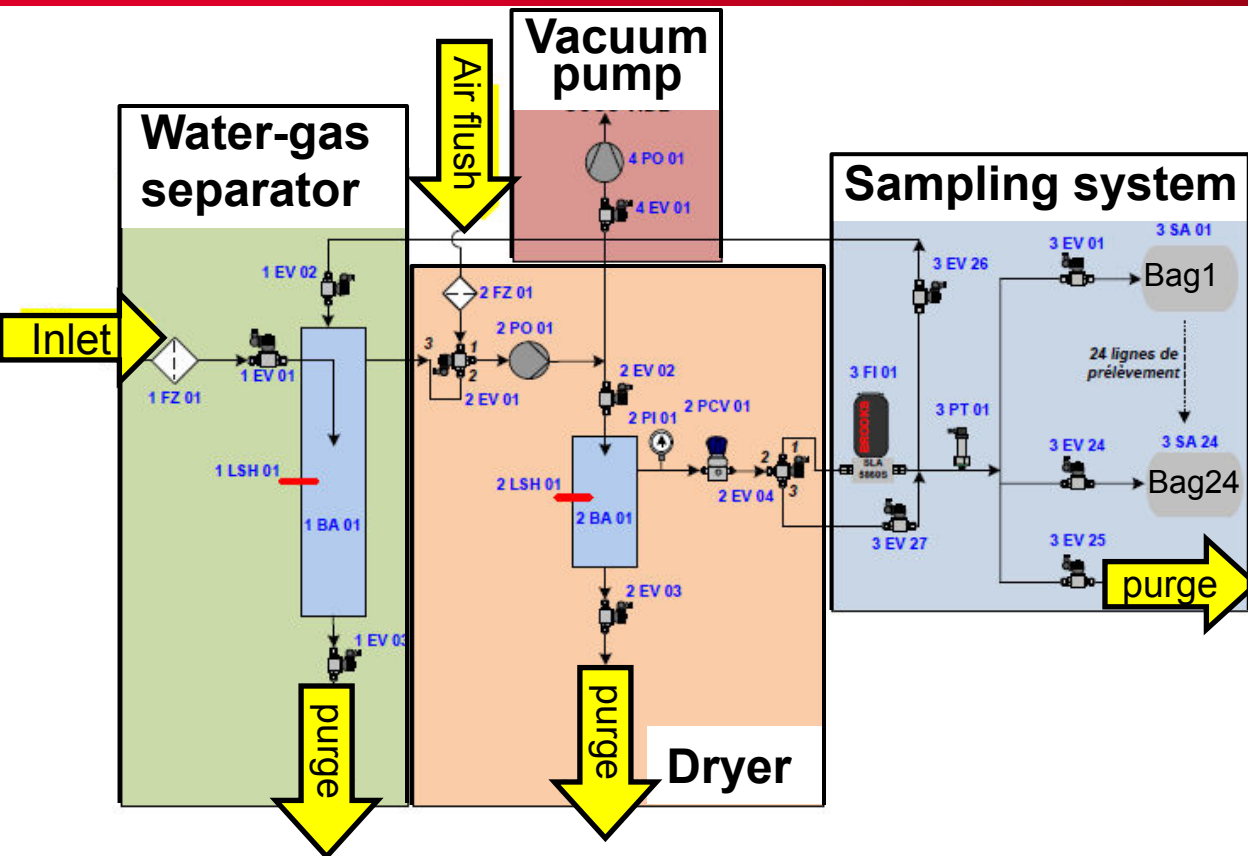 Vacuum
pump
Air flush
4 PO 01
4 EV 01
Water-gas
separator
1 EV 02
Inlet
1 FZ 01
1 EV 01
1 LSH 01
1 BA 01
1 EV 03
purge
2 FZ 01
2 PO 01
3
1
2
2 EV 01
2 EV 02
2 PI 01
2 PCV 01
2 LSH 01
2 BA 01
2
1
3
2 EV 04
2 EV 03
purge
Dryer
Sampling system
3 SA 01
3 EV 01
Bag1
3 EV 26
24 lignes de
prélèvement
3 FI 01
BROOKS
SLA
5860S
3 PT 01
3 EV 24
3 SA 24
Bag24
3 EV 27
3 EV 25
purge